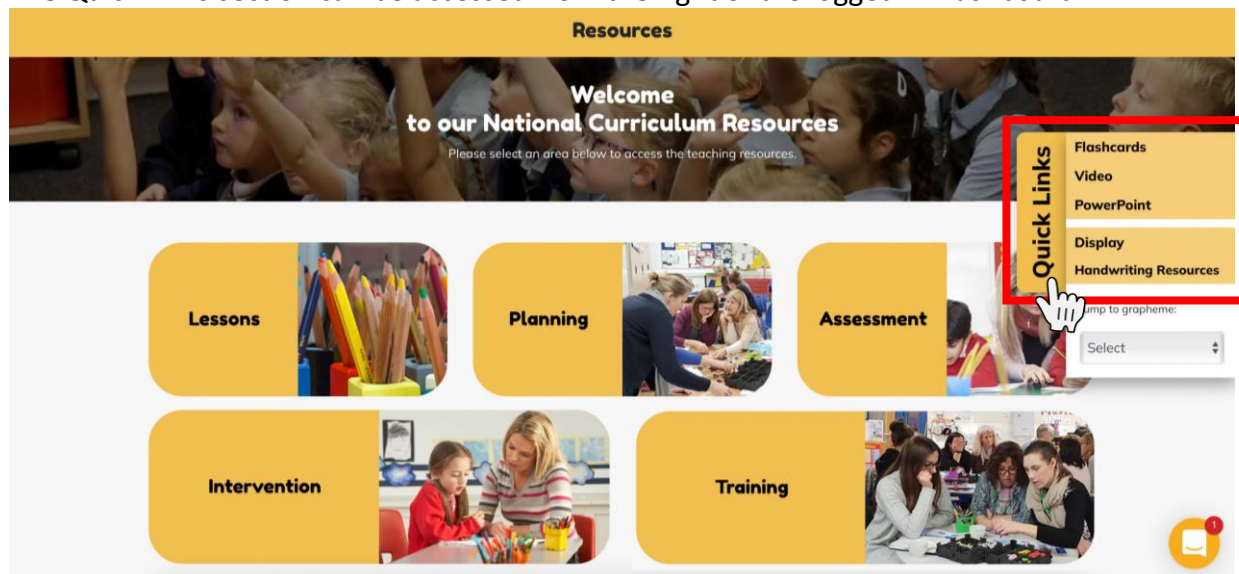 Resources
Welcome
to our National Curriculum Resources
Please select an area below to access the teaching resources.
Quick Links
Flashcards
Video
PowerPoint
Display
Handwriting Resources
to grapheme:
Select
Lessons
Planning
Assessment
Intervention
Training
1